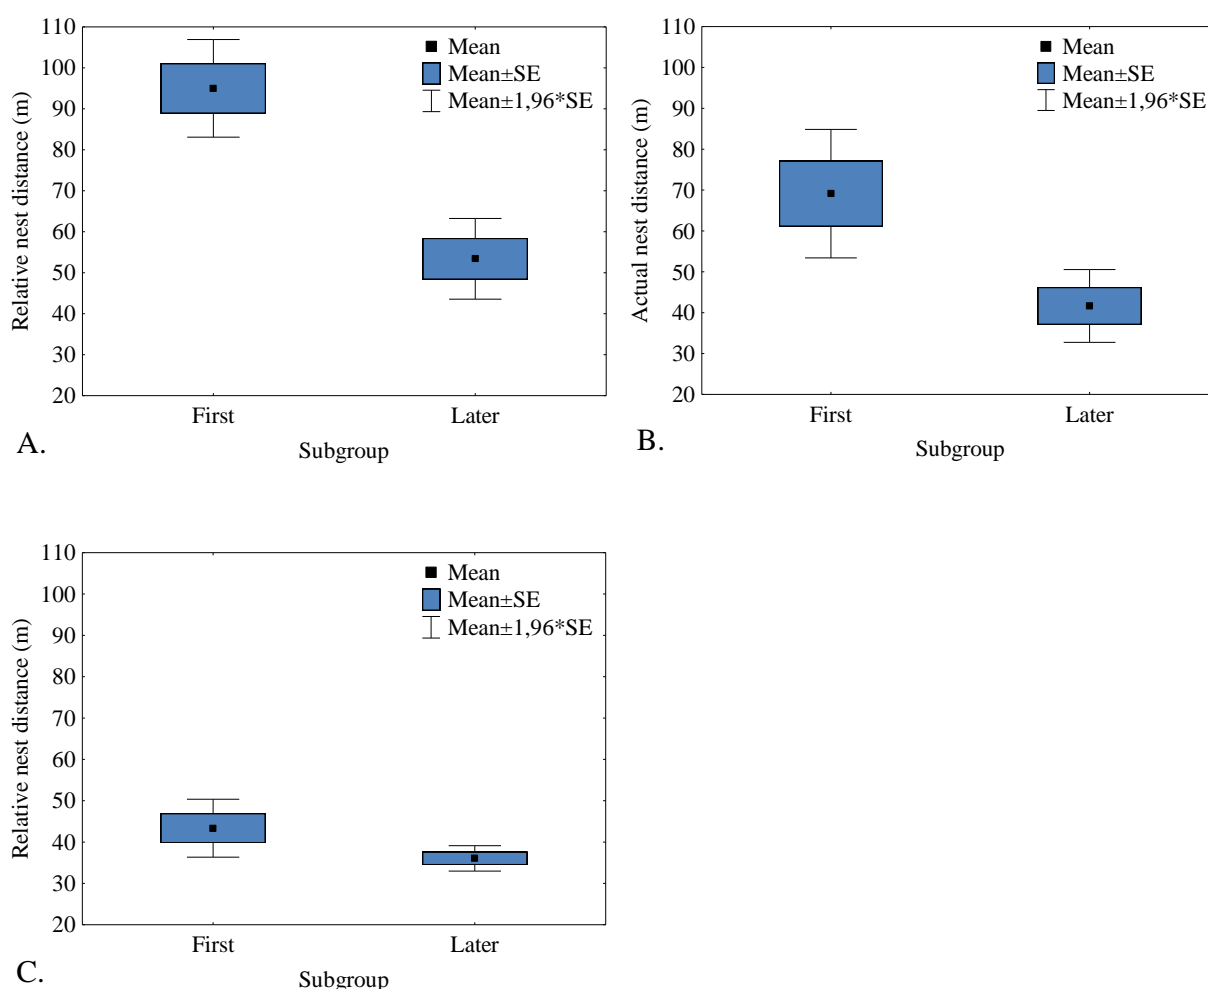 110
100
90
80
70
60
50
40
30
20
Relative nest distance (m)
Mean
Mean±SE
Mean±1,96*SE
First Later
Subgroup
A.
110
100
90
80
70
60
50
40
30
20
Actual nest distance (m)
Mean
Mean±SE
Mean±1,96*SE
First Later
Subgroup
B.
110
100
90
80
70
60
50
40
30
20
Relative nest distance (m)
Mean
Mean±SE
Mean±1,96*SE
First Later
Subgroup
C.